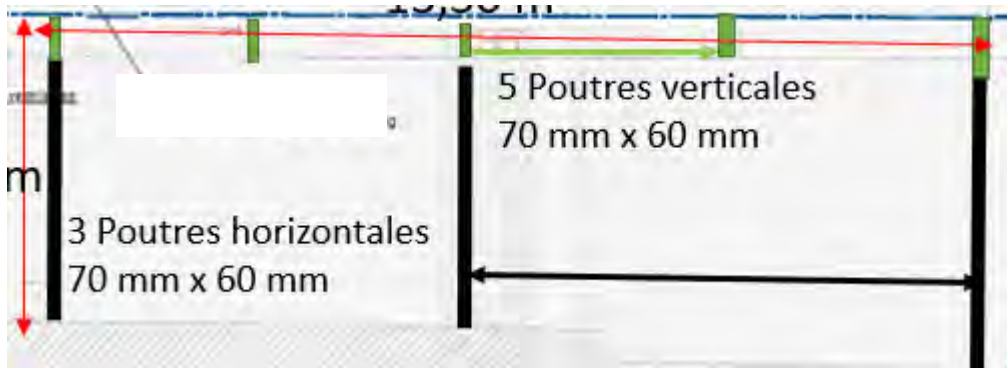 5 Poutres verticales
70 mm x 60 mm
m
3 Poutres horizontales
70 mm x 60 mm